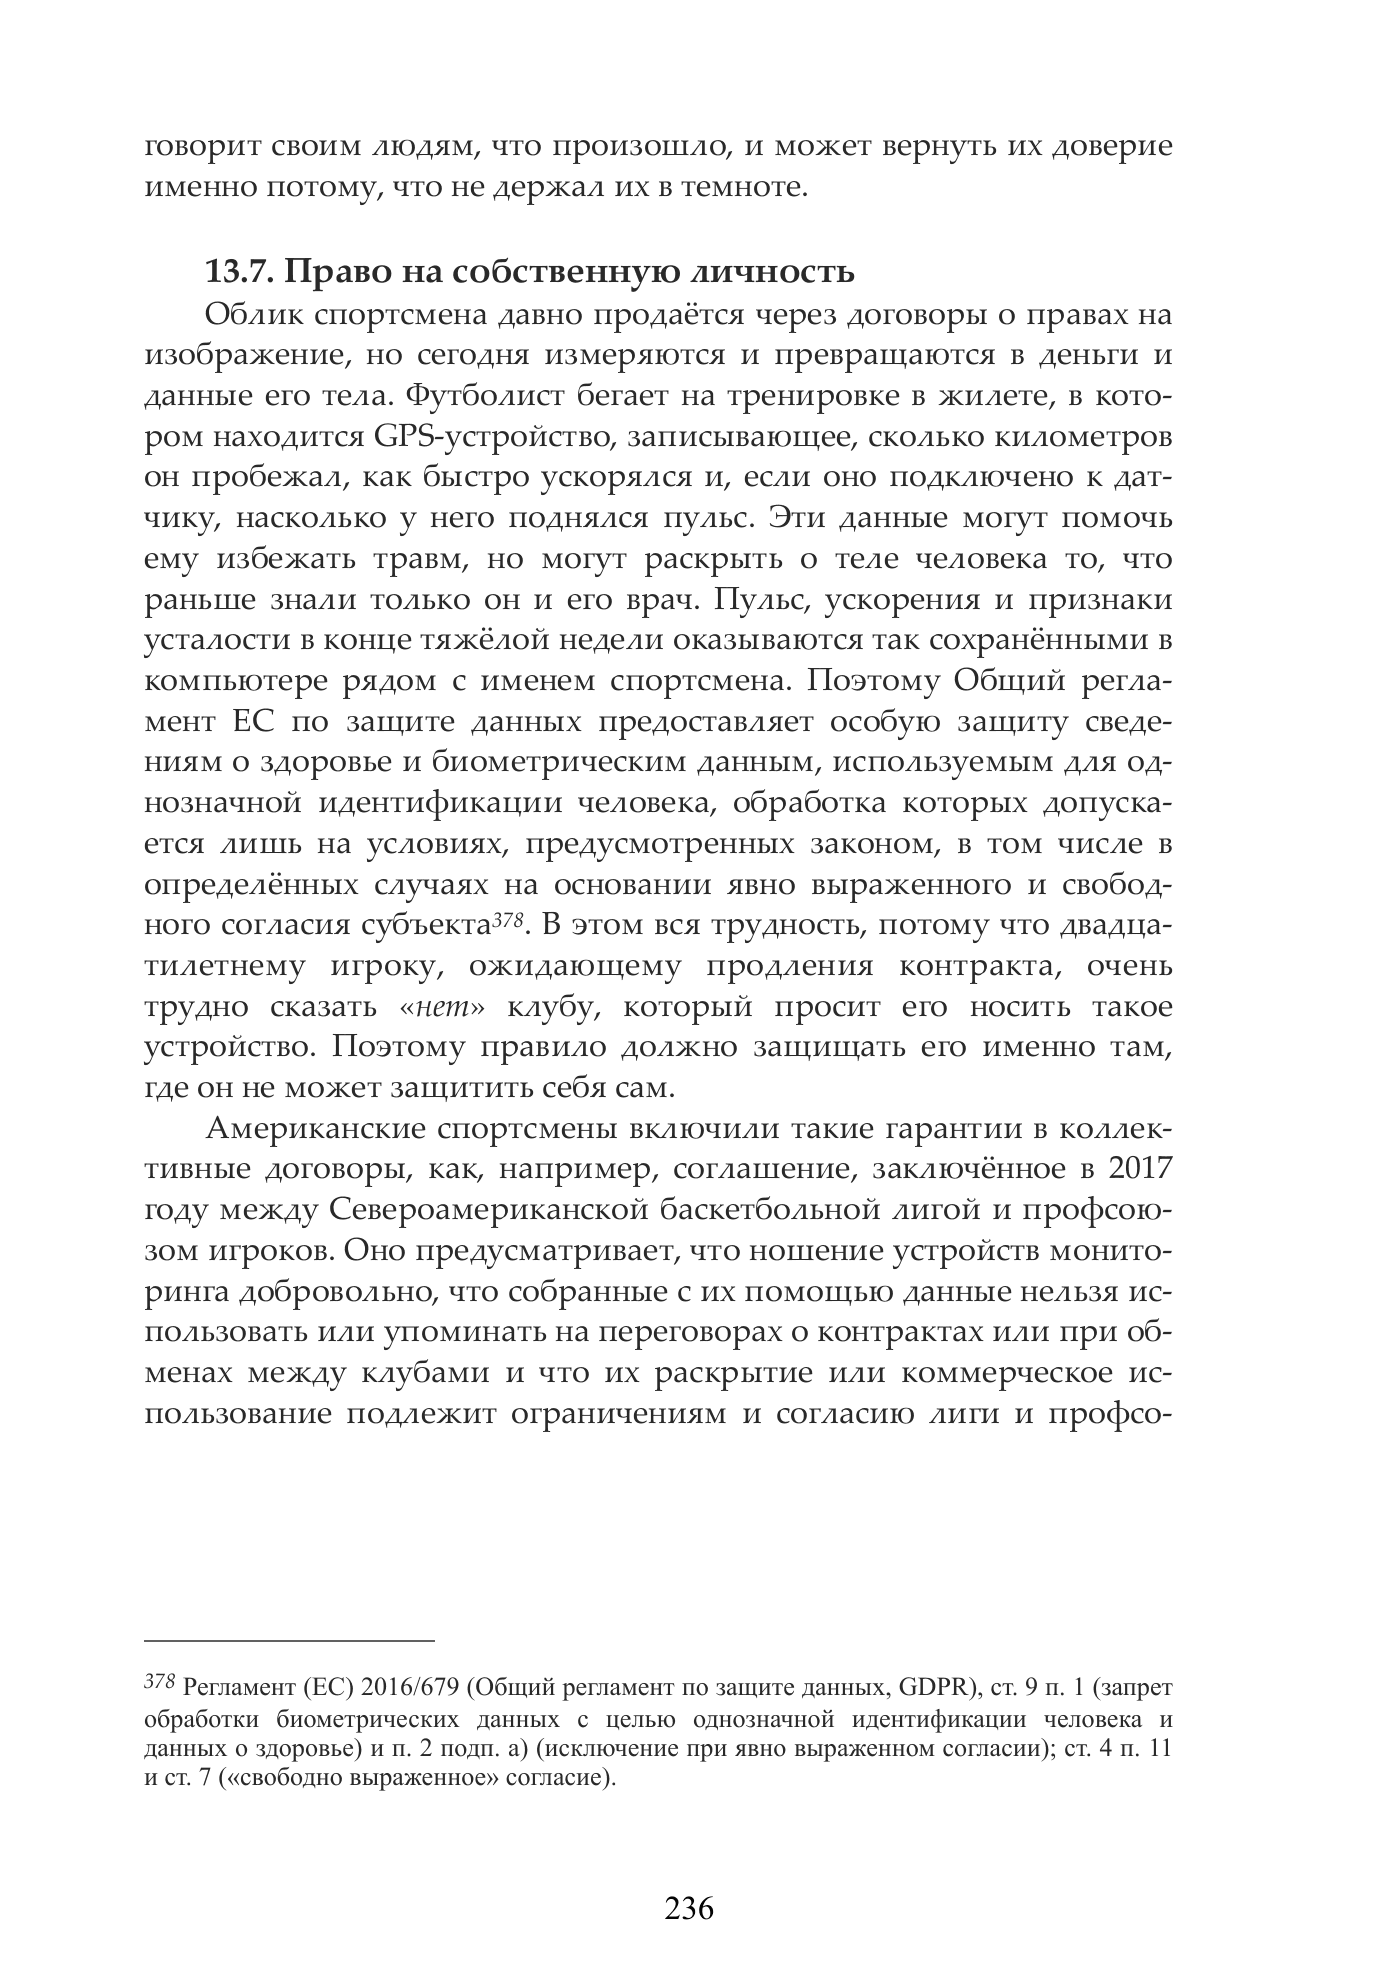 говорит своим людям, что произошло, и может вернуть их доверие
именно потому, что не держал их в темноте.
13.7. Право на собственную личность
Облик спортсмена давно продаётся через договоры о правах на
изображение, но сегодня измеряются и превращаются в деньги и
данные его тела. Футболист бегает на тренировке в жилете, в кото-
ром находится GPS-устройство, записывающее, сколько километров
он пробежал, как быстро ускорялся и, если оно подключено к дат-
чику, насколько у него поднялся пульс. Эти данные могут помочь
ему избежать травм, но могут раскрыть о теле человека то, что
раньше знали только он и его врач. Пульс, ускорения и признаки
усталости в конце тяжёлой недели оказываются так сохранёнными в
компьютере рядом с именем спортсмена. Поэтому Общий регла-
мент ЕС по защите данных предоставляет особую защиту сведе-
ниям о здоровье и биометрическим данным, используемым для од-
нозначной идентификации человека, обработка которых допуска-
ется лишь на условиях, предусмотренных законом, в том числе в
определённых случаях на основании явно выраженного и свобод-
ного согласия субъекта378. В этом вся трудность, потому что двадца-
тилетнему игроку, ожидающему продления контракта, очень
трудно сказать «нет» клубу, который просит его носить такое
устройство. Поэтому правило должно защищать его именно там,
где он не может защитить себя сам.
Американские спортсмены включили такие гарантии в коллек-
тивные договоры, как, например, соглашение, заключённое в 2017
году между Североамериканской баскетбольной лигой и профсою-
зом игроков. Оно предусматривает, что ношение устройств монито-
ринга добровольно, что собранные с их помощью данные нельзя ис-
пользовать или упоминать на переговорах о контрактах или при об-
менах между клубами и что их раскрытие или коммерческое ис-
пользование подлежит ограничениям и согласию лиги и профсо-
378 Регламент (ЕС) 2016/679 (Общий регламент по защите данных, GDPR), ст. 9 п. 1 (запрет
обработки биометрических данных с целью однозначной идентификации человека и
данных о здоровье) и п. 2 подп. а) (исключение при явно выраженном согласии); ст. 4 п. 11
и ст. 7 («свободно выраженное» согласие).
236